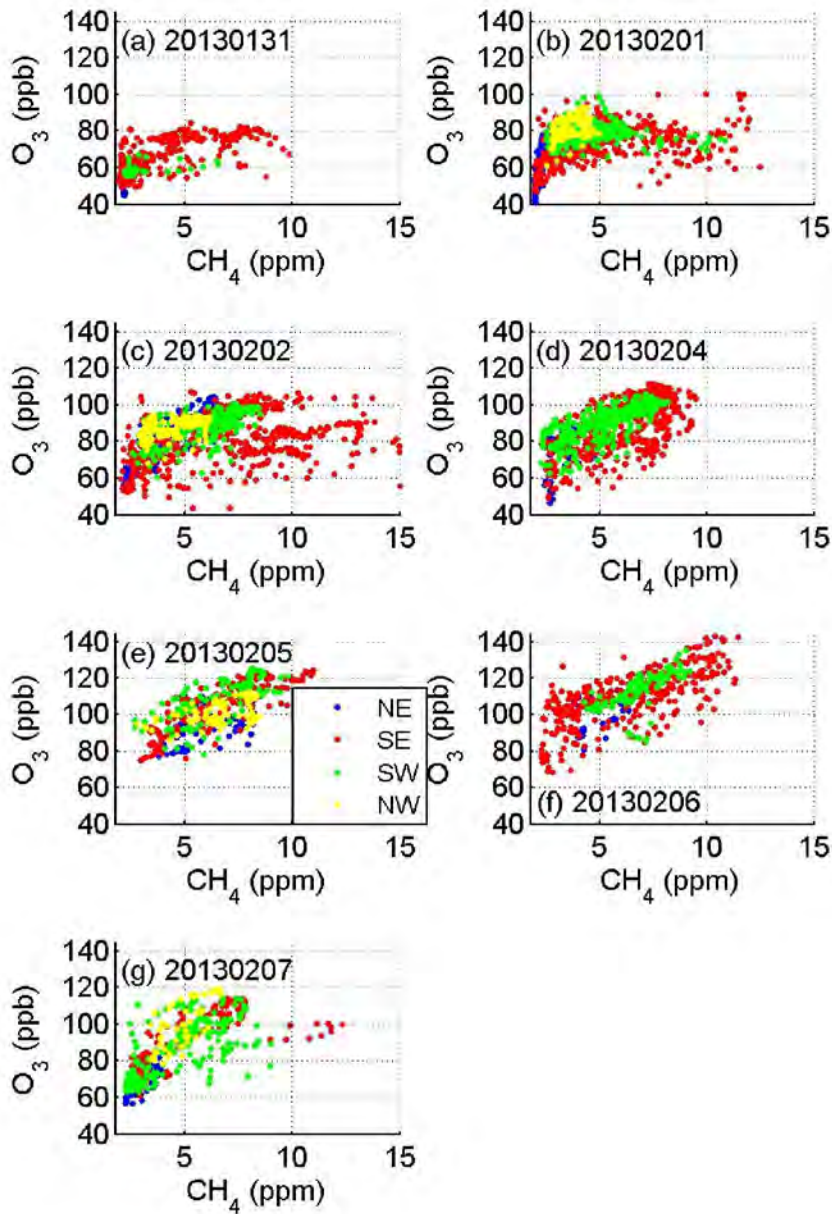 (a) 20130131
140
120
100
80
60
40
O3 (ppb)
5
10
15
CH4 (ppm)
(b) 20130201
140
120
100
80
60
40
O3 (ppb)
5
10
15
CH4 (ppm)
(c) 20130202
140
120
100
80
60
40
O3 (ppb)
5
10
15
CH4 (ppm)
(d) 20130204
140
120
100
80
60
40
O3 (ppb)
5
10
15
CH4 (ppm)
(e) 20130205
140
120
100
80
60
40
O3 (ppb)
5
10
15
CH4 (ppm)
NE
SE
SW
NW
(f) 20130206
140
120
100
80
60
40
O3 (ppb)
5
10
15
CH4 (ppm)
(g) 20130207
140
120
100
80
60
40
O3 (ppb)
5
10
15
CH4 (ppm)